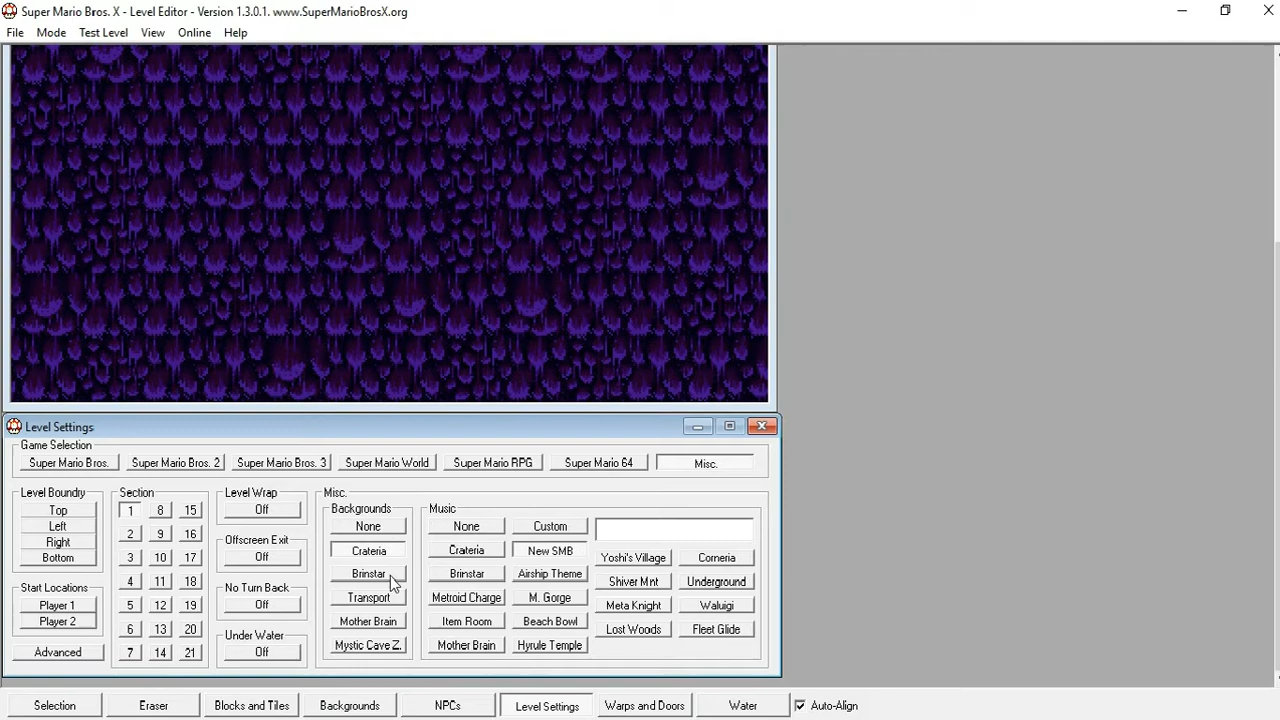 Super Mario Bros. X - Level Editor - Version 1.3.0.1. www.SuperMarioBrosX.org
File Mode Test Level View Online Help
Level Settings
Game Selection
Super Mario Bros. Super Mario Bros. 2 Super Mario Bros. 3 Super Mario World Super Mario RPG Super Mario 64 Misc.
Level Boundry Section Level Wrap Misc.
Top 1 8 15 Off Backgrounds Music
Left 2 9 16 None None Custom
Right 3 10 17 Offscreen Exit Crateria Crateria New SMB
Bottom 4 11 18 Off Brinstar Brinstar Airship Theme Yoshi's Village Corneria
Start Locations 5 12 19 No Turn Back Transport Metroid Charge M. Gorge Shiver Mnt Underground
Player 1 6 13 20 Off Mother Brain Item Room Beach Bowl Meta Knight Waluigi
Player 2 7 14 21 Under Water Mystic Cave Z. Mother Brain Hyrule Temple Lost Woods Fleet Glide
Advanced Off
Selection Eraser Blocks and Tiles Backgrounds NPCs Level Settings Warps and Doors Water Auto-Align